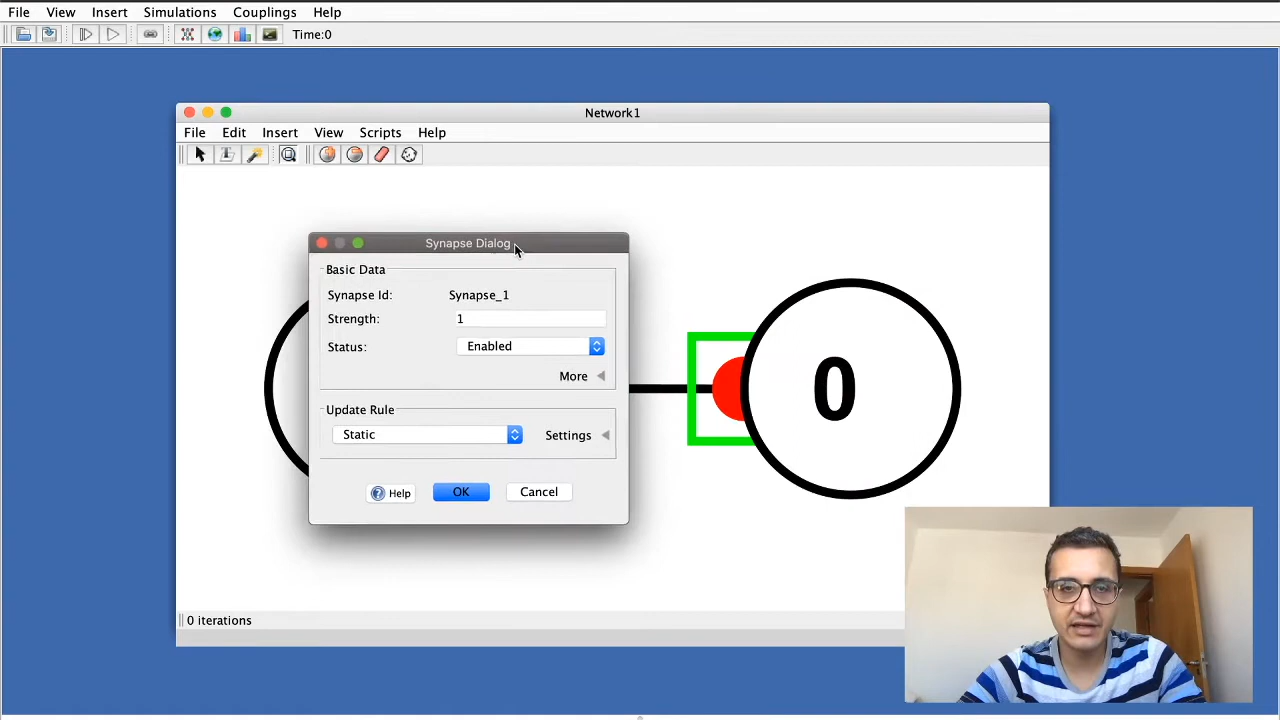 File View Insert Simulations Couplings Help
Time:0
Network1
File Edit Insert View Scripts Help
Synapse Dialog
Basic Data
Synapse Id: Synapse_1
Strength: 1
Status: Enabled
More
0
Update Rule
Static Settings
Help OK Cancel
0 iterations